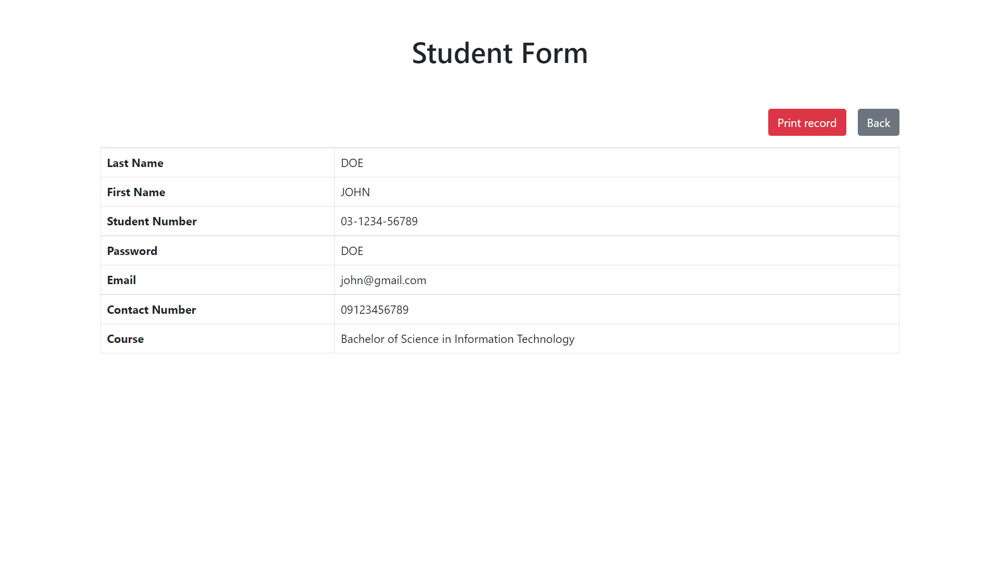 Student Form
Print record Back
Last Name DOE
First Name JOHN
Student Number 03-1234-56789
Password DOE
Email john@gmail.com
Contact Number 09123456789
Course Bachelor of Science in Information Technology